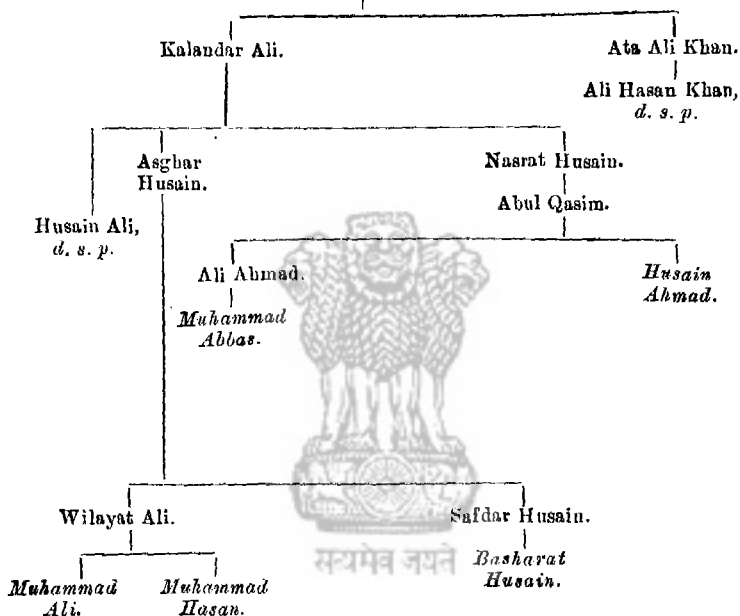 Kalandar Ali.
Ata Ali Khan.
Ali Hasan Khan,
d. s. p.
Asghar
Husain.
Nasrat Husain.
Abul Qasim.
Husain Ali,
d. s. p.
Ali Ahmad.
Husain
Ahmad.
Muhammad
Abbas.
Wilayat Ali.
Safdar Husain.
सत्यमेव जयते
Basharat
Husain.
Muhammad
Ali.
Muhammad
Hasan.